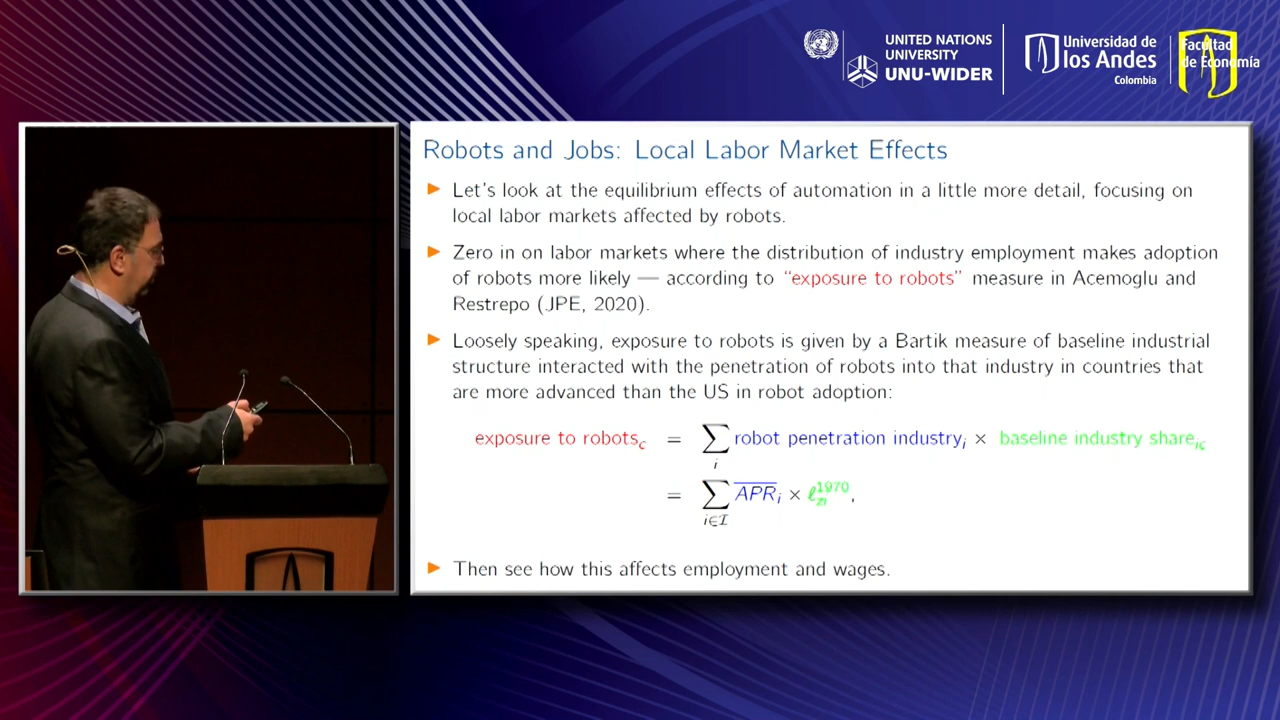 UNITED NATIONS
UNIVERSITY
UNU-WIDER
Universidad de
los Andes
Colombia
Facultad
de Economía
Robots and Jobs: Local Labor Market Effects
Let's look at the equilibrium effects of automation in a little more detail, focusing on
local labor markets affected by robots.
Zero in on labor markets where the distribution of industry employment makes adoption
of robots more likely — according to "exposure to robots" measure in Acemoglu and
Restrepo (JPE, 2020).
Loosely speaking, exposure to robots is given by a Bartik measure of baseline industrial
structure interacted with the penetration of robots into that industry in countries that
are more advanced than the US in robot adoption:
exposure to robots_c = ∑_i robot penetration industry_i × baseline industry share_ic
= ∑_{i∈I} \overline{APR}_i × ℓ_{zi}^{1970},
Then see how this affects employment and wages.